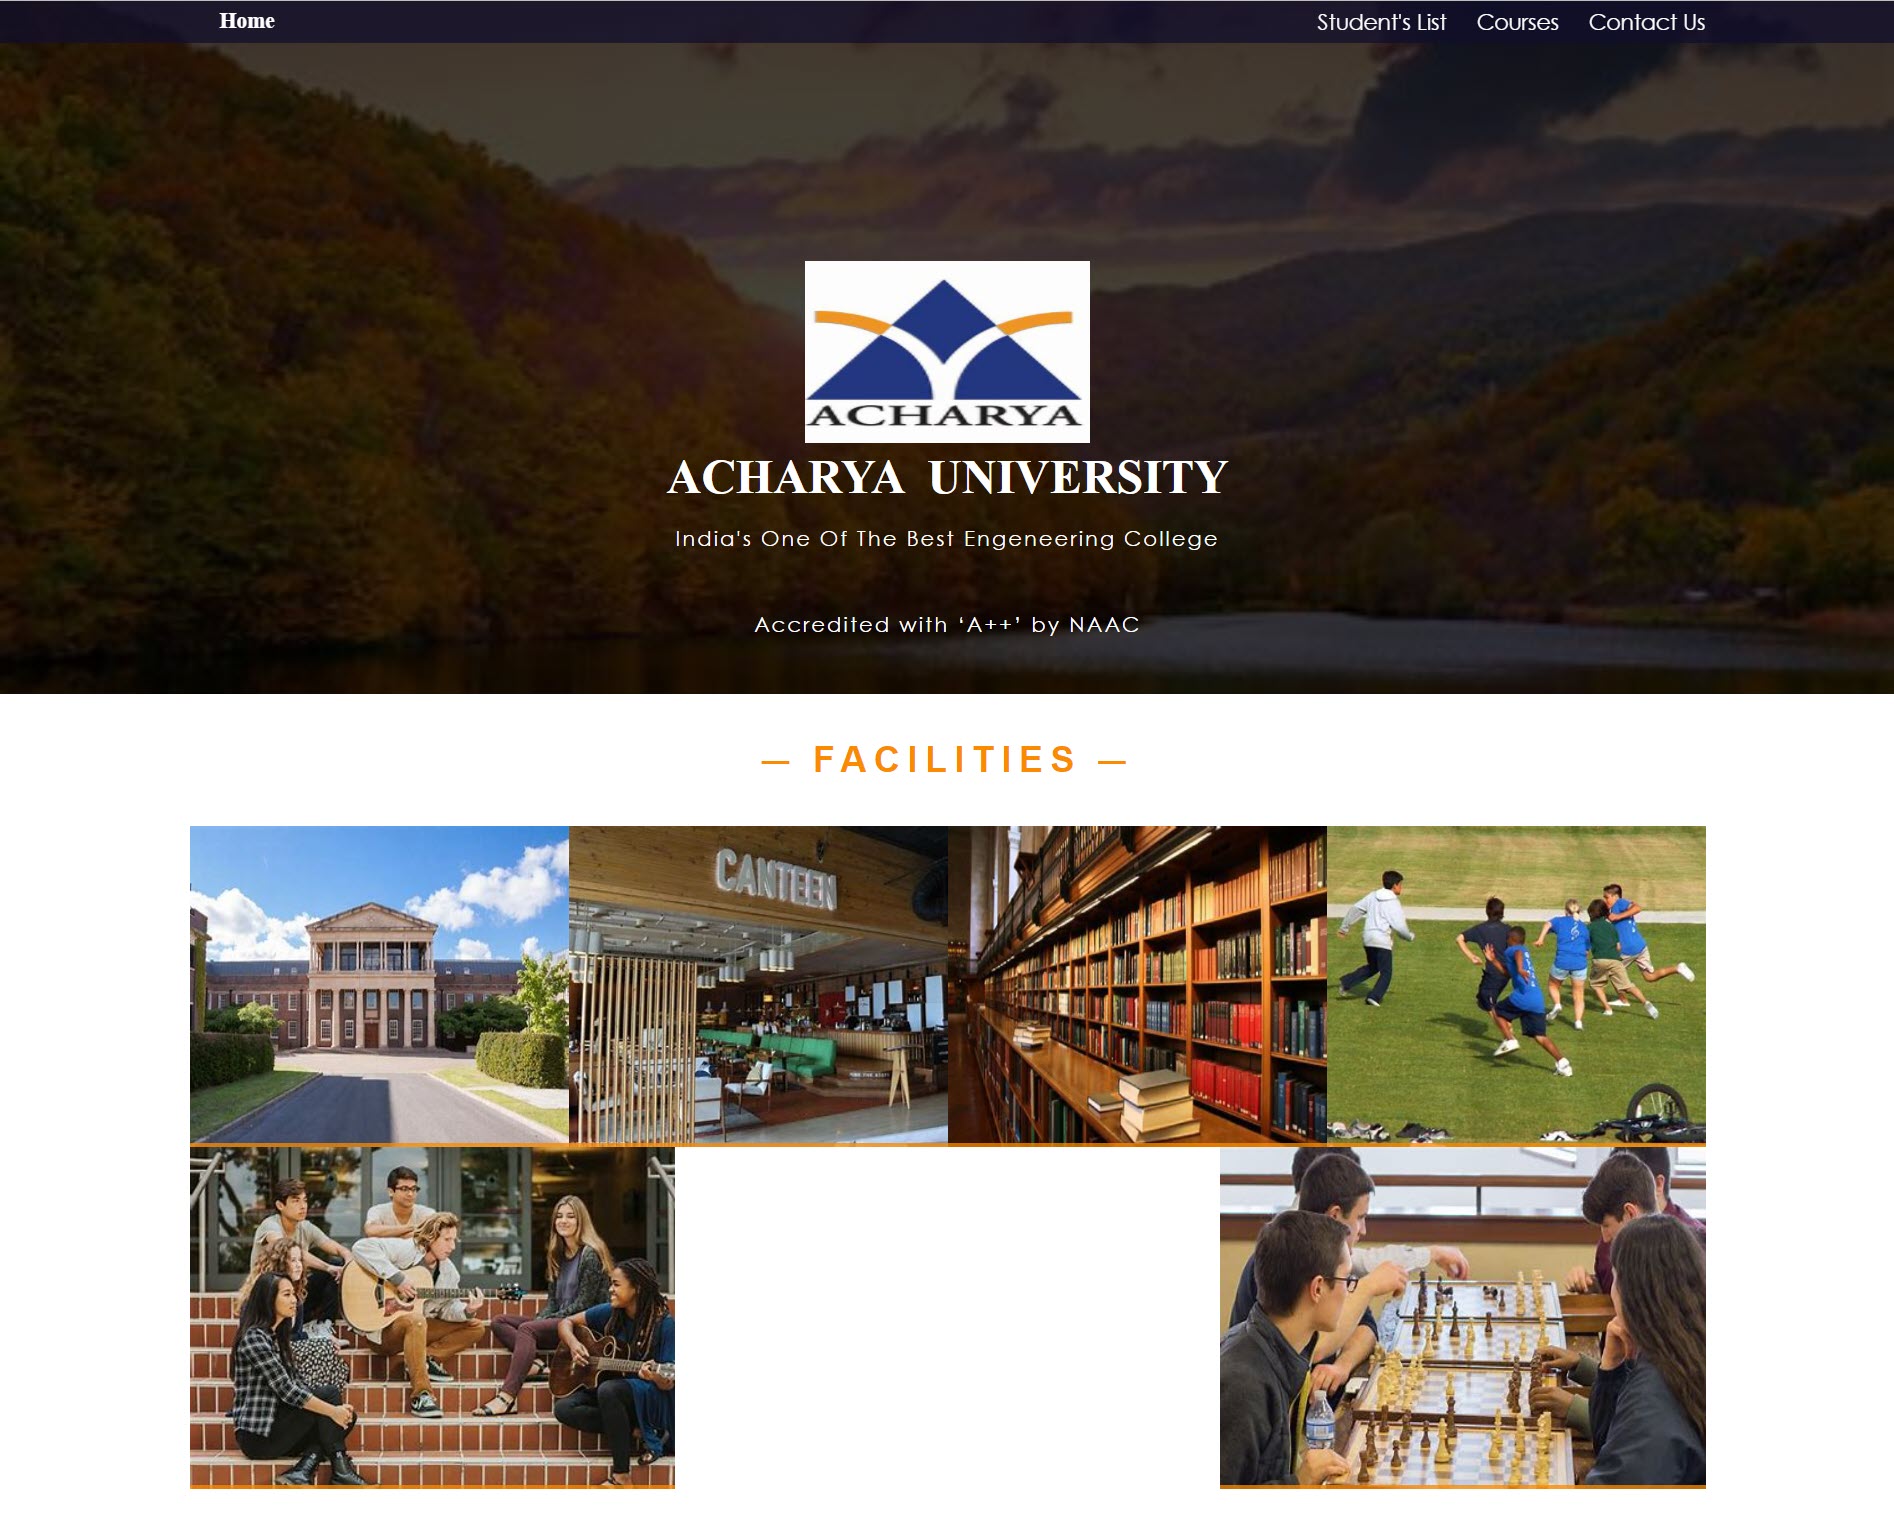 Home
Student's List
Courses
Contact Us
ACHARYA
ACHARYA UNIVERSITY
India's One Of The Best Engeneering College
Accredited with ‘A++’ by NAAC
— FACILITIES —
CANTEEN